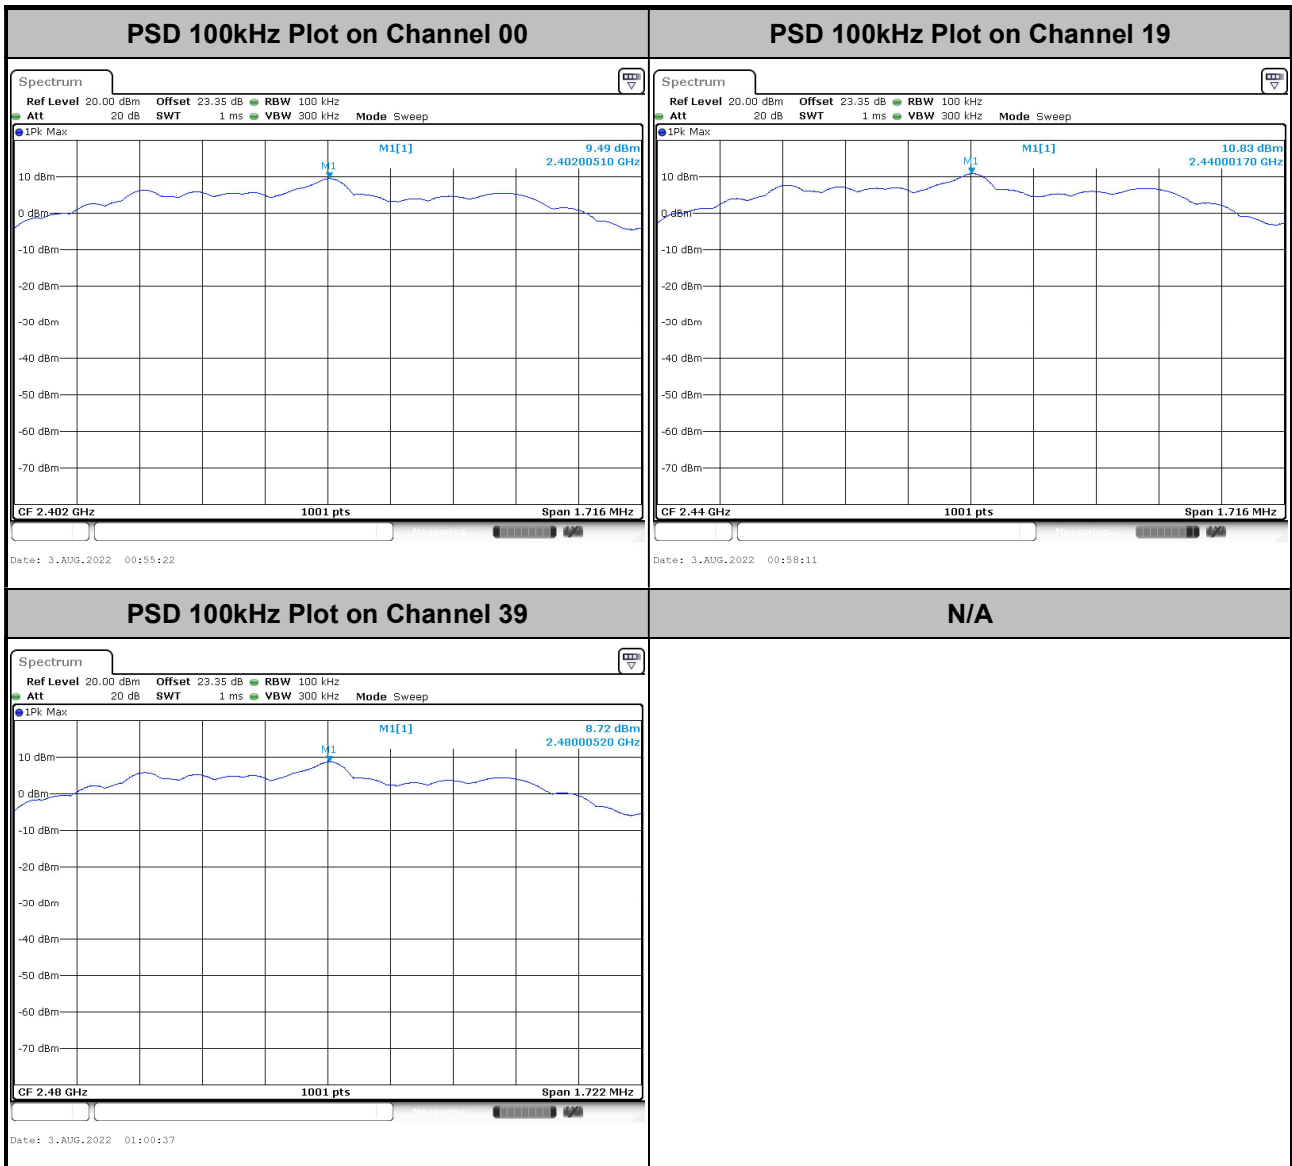 PSD 100kHz Plot on Channel 00
PSD 100kHz Plot on Channel 19
Spectrum
Ref Level 20.00 dBm Offset 23.35 dB RBW 100 kHz
Att 20 dB SWT 1 ms VBW 300 kHz Mode Sweep
1Pk Max
M1[1] 9.49 dBm
2.40200510 GHz
M1
10 dBm
0 dBm
-10 dBm
-20 dBm
-30 dBm
-40 dBm
-50 dBm
-60 dBm
-70 dBm
CF 2.402 GHz 1001 pts Span 1.716 MHz
Measuring...
Date: 3.AUG.2022 00:55:22
Spectrum
Ref Level 20.00 dBm Offset 23.35 dB RBW 100 kHz
Att 20 dB SWT 1 ms VBW 300 kHz Mode Sweep
1Pk Max
M1[1] 10.83 dBm
2.44000170 GHz
M1
10 dBm
0 dBm
-10 dBm
-20 dBm
-30 dBm
-40 dBm
-50 dBm
-60 dBm
-70 dBm
CF 2.44 GHz 1001 pts Span 1.716 MHz
Measuring...
Date: 3.AUG.2022 00:58:11
PSD 100kHz Plot on Channel 39
N/A
Spectrum
Ref Level 20.00 dBm Offset 23.35 dB RBW 100 kHz
Att 20 dB SWT 1 ms VBW 300 kHz Mode Sweep
1Pk Max
M1[1] 8.72 dBm
2.48000520 GHz
M1
10 dBm
0 dBm
-10 dBm
-20 dBm
-30 dBm
-40 dBm
-50 dBm
-60 dBm
-70 dBm
CF 2.48 GHz 1001 pts Span 1.722 MHz
Measuring...
Date: 3.AUG.2022 01:00:37